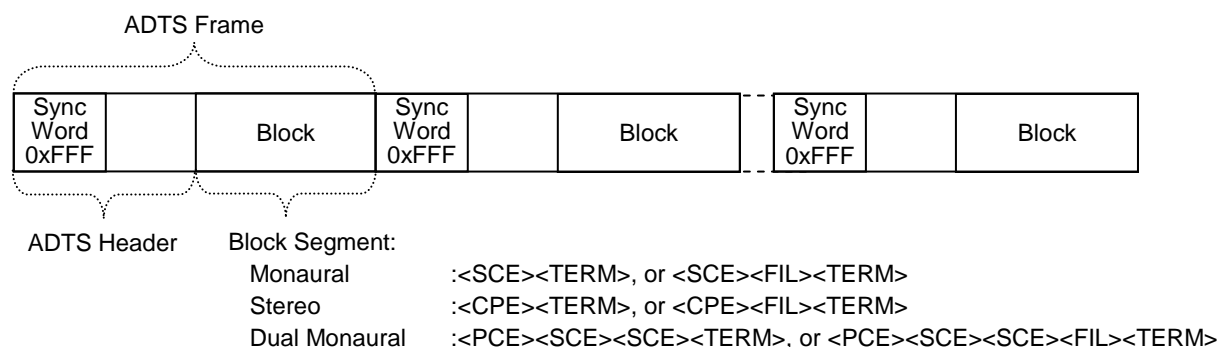 ADTS Frame
Sync Word 0xFFF
Block
Sync Word 0xFFF
Block
Sync Word 0xFFF
Block
ADTS Header
Block Segment:
Monaural :<SCE><TERM>, or <SCE><FIL><TERM>
Stereo :<CPE><TERM>, or <CPE><FIL><TERM>
Dual Monaural :<PCE><SCE><SCE><TERM>, or <PCE><SCE><SCE><FIL><TERM>